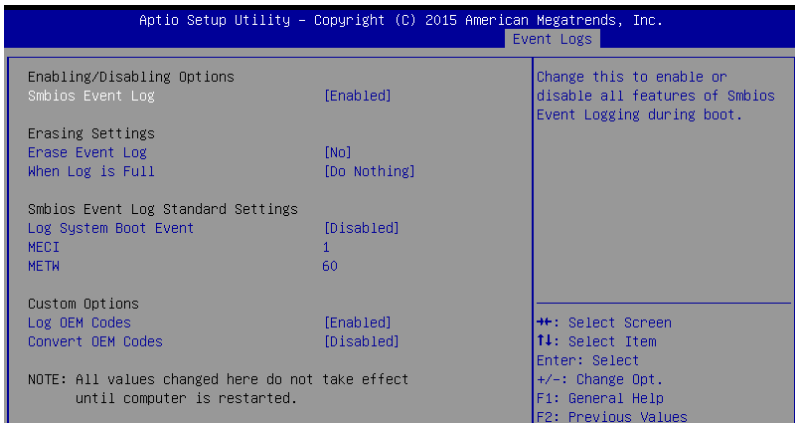 Aptio Setup Utility – Copyright (C) 2015 American Megatrends, Inc.
Event Logs
Enabling/Disabling Options
Smbios Event Log [Enabled]
Erasing Settings
Erase Event Log [No]
When Log is Full [Do Nothing]
Smbios Event Log Standard Settings
Log System Boot Event [Disabled]
MECI 1
METW 60
Custom Options
Log OEM Codes [Enabled]
Convert OEM Codes [Disabled]
NOTE: All values changed here do not take effect
until computer is restarted.
Change this to enable or
disable all features of Smbios
Event Logging during boot.
→←: Select Screen
↑↓: Select Item
Enter: Select
+/-: Change Opt.
F1: General Help
F2: Previous Values